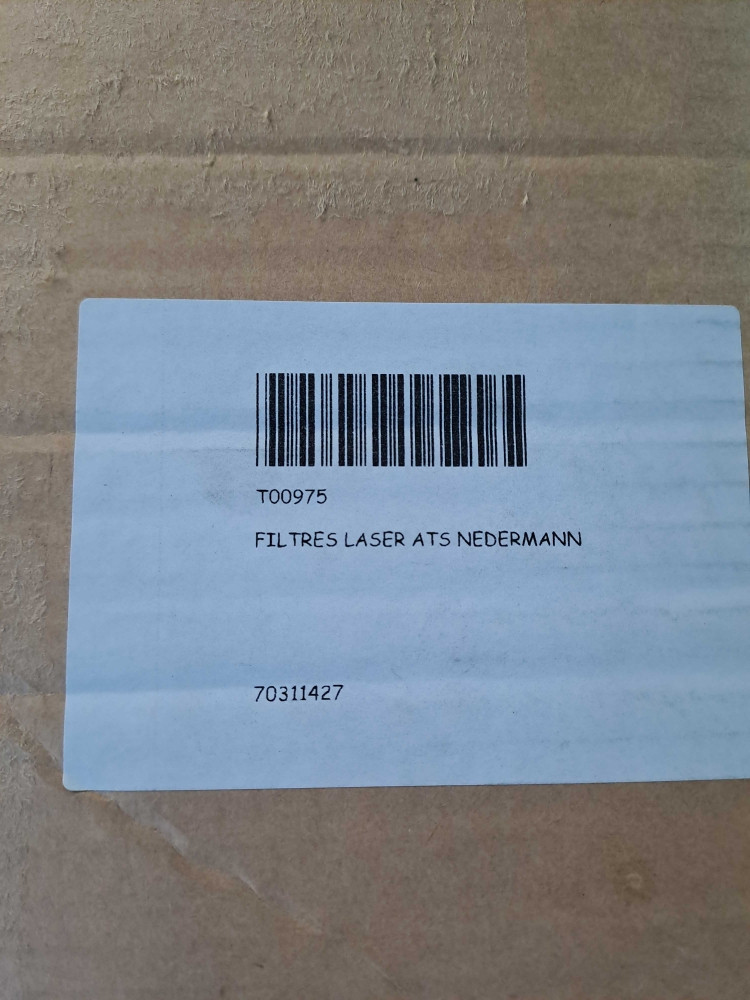 T00975
FILTRES LASER ATS NEDERMANN
70311427